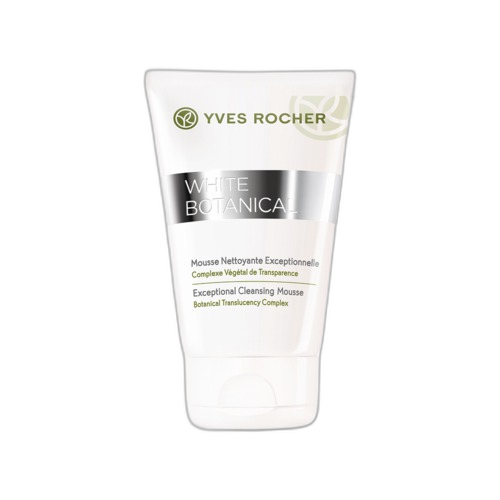 YVES ROCHER
WHITE
BOTANICAL
Mousse Nettoyante Exceptionnelle
Complexe Végétal de Transparence
Exceptional Cleansing Mousse
Botanical Translucency Complex